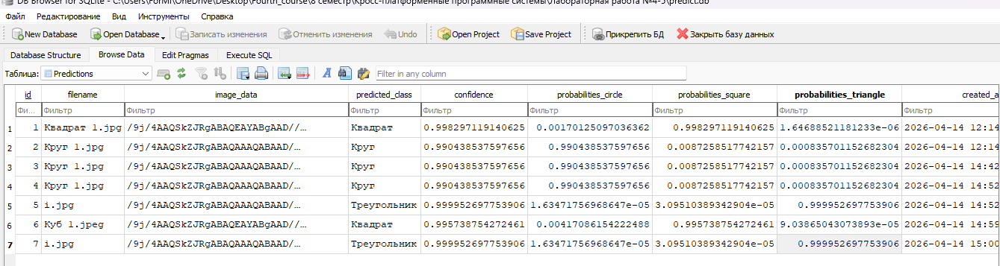 DB Browser for SQLite - C:\Users\ForMi\OneDrive\Desktop\Fourth_course\8 семестр\Кросс-платформенные программные системы\Лабораторная работа №4-5\predict.db
Файл Редактирование Вид Инструменты Справка
New Database Open Database Записать изменения Отменить изменения Undo Open Project Save Project Прикрепить БД Закрыть базу данных
Database Structure Browse Data Edit Pragmas Execute SQL
Таблица: Predictions Filter in any column
id filename image_data predicted_class confidence probabilities_circle probabilities_square probabilities_triangle created_a
Фи... Фильтр Фильтр Фильтр Фильтр Фильтр Фильтр Фильтр Фильтр
1 1 Квадрат 1.jpg /9j/4AAQSkZJRgABAQEAYABgAAD//… Квадрат 0.998297119140625 0.00170125097036362 0.998297119140625 1.64688521181233e-06 2026-04-14 12:14
2 2 Круг 1.jpg /9j/4AAQSkZJRgABAQAAAQABAAD/… Круг 0.990438537597656 0.990438537597656 0.0087258517742157 0.000835701152682304 2026-04-14 12:14
3 3 Круг 1.jpg /9j/4AAQSkZJRgABAQAAAQABAAD/… Круг 0.990438537597656 0.990438537597656 0.0087258517742157 0.000835701152682304 2026-04-14 14:42
4 4 Круг 1.jpg /9j/4AAQSkZJRgABAQAAAQABAAD/… Круг 0.990438537597656 0.990438537597656 0.0087258517742157 0.000835701152682304 2026-04-14 14:52
5 5 i.jpg /9j/4AAQSkZJRgABAQAAAQABAAD/… Треугольник 0.999952697753906 1.63471756968647e-05 3.09510389342904e-05 0.999952697753906 2026-04-14 14:52
6 6 Куб 1.jpeg /9j/4AAQSkZJRgABAQEAYABgAAD//… Квадрат 0.995738754272461 0.00417086154222488 0.995738754272461 9.03865043073893e-05 2026-04-14 14:59
7 7 i.jpg /9j/4AAQSkZJRgABAQAAAQABAAD/… Треугольник 0.999952697753906 1.63471756968647e-05 3.09510389342904e-05 0.999952697753906 2026-04-14 15:00